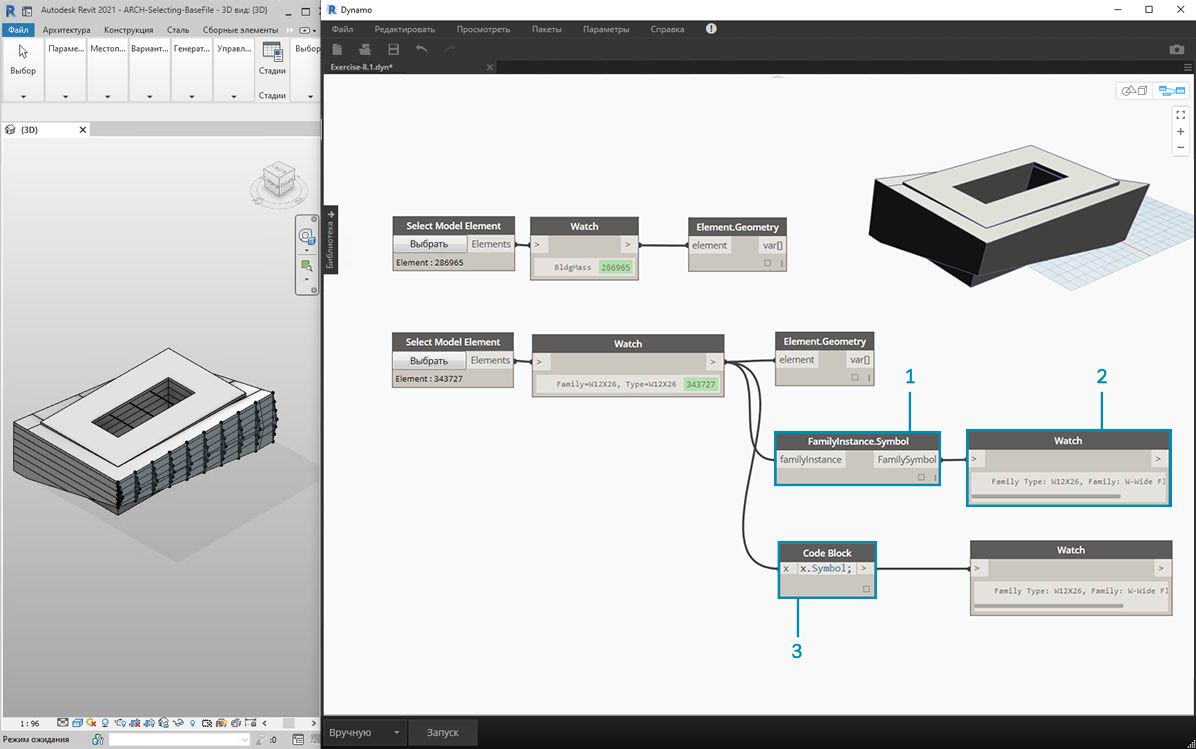 Autodesk Revit 2021 - ARCH-Selecting-BaseFile - 3D вид: {3D}
Файл Архитектура Конструкция Сталь Сборные элементы
Выбор Параме... Местоп... Вариант... Генерат... Управл... Стадии Выбор
Стадии
{3D}
1 : 96
Режим ожидания
:0
Dynamo
Файл Редактировать Просмотреть Пакеты Параметры Справка
Exercise-8.1.dyn*
Библиотека
Select Model Element
Выбрать Elements
Element : 286965
Watch
> >
BldgMass 286965
Element.Geometry
element var[]
Select Model Element
Выбрать Elements
Element : 343727
Watch
> >
Family=W12X26, Type=W12X26 343727
Element.Geometry
element var[]
1
2
FamilyInstance.Symbol
familyInstance FamilySymbol
Watch
> >
Family Type: W12X26, Family: W-Wide Fl
Code Block
x x.Symbol; >
Watch
> >
Family Type: W12X26, Family: W-Wide Fl
3
Вручную Запуск